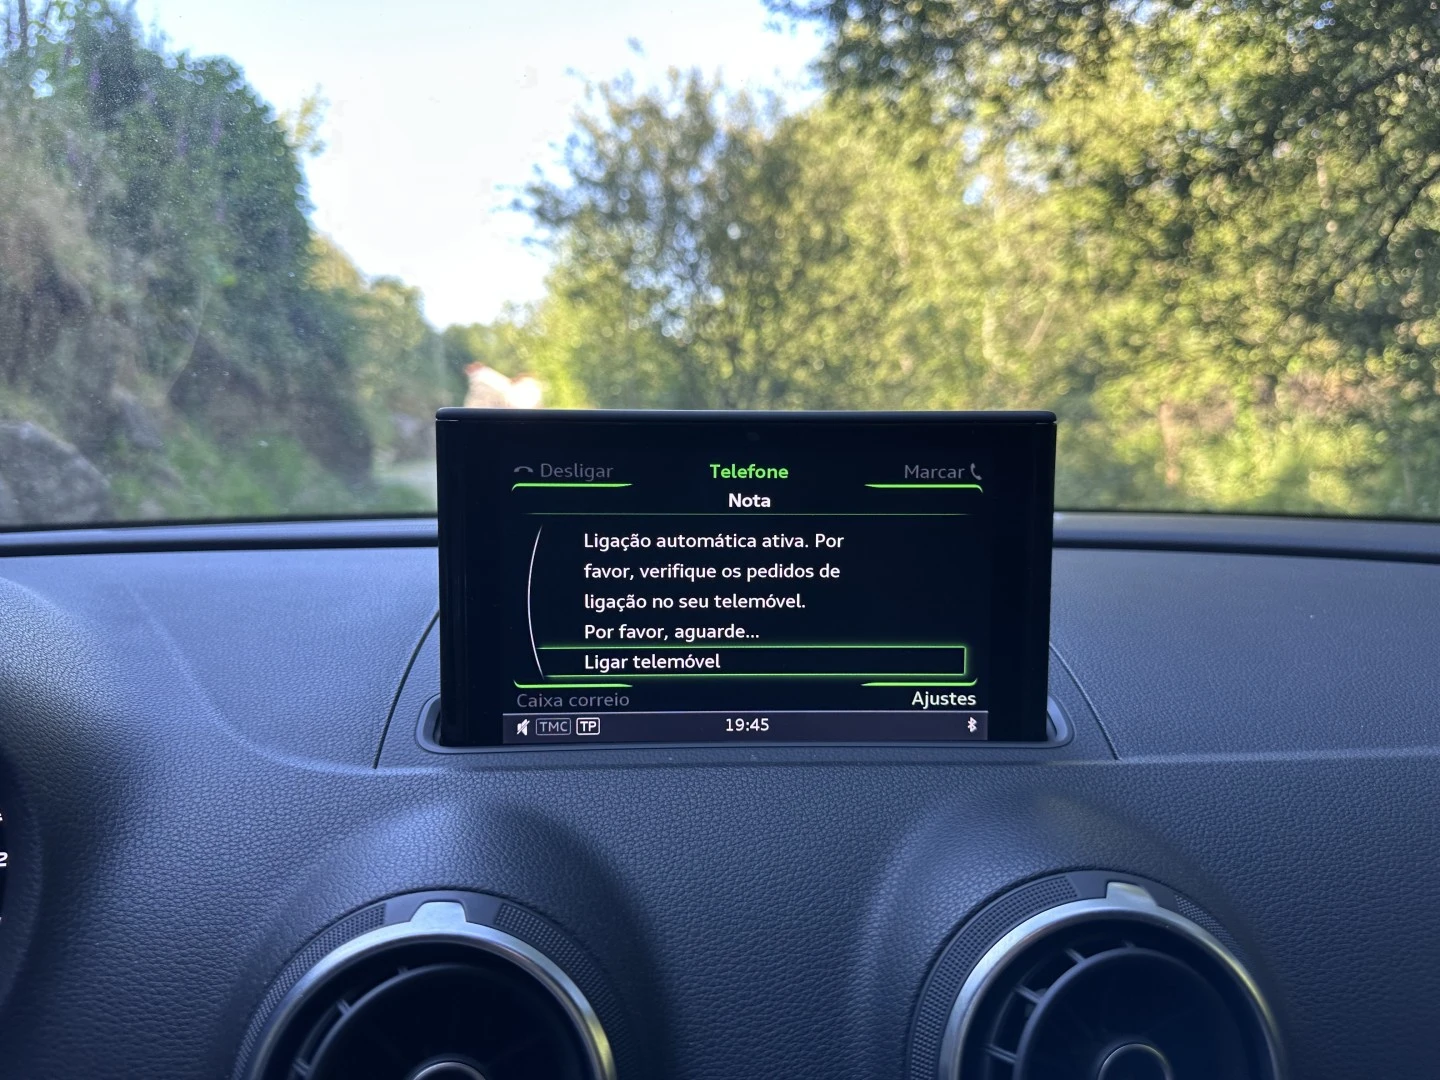 Desligar Telefone Marcar
Nota
Ligação automática ativa. Por
favor, verifique os pedidos de
ligação no seu telemóvel.
Por favor, aguarde...
Ligar telemóvel
Caixa correio Ajustes
TMC TP 19:45
2